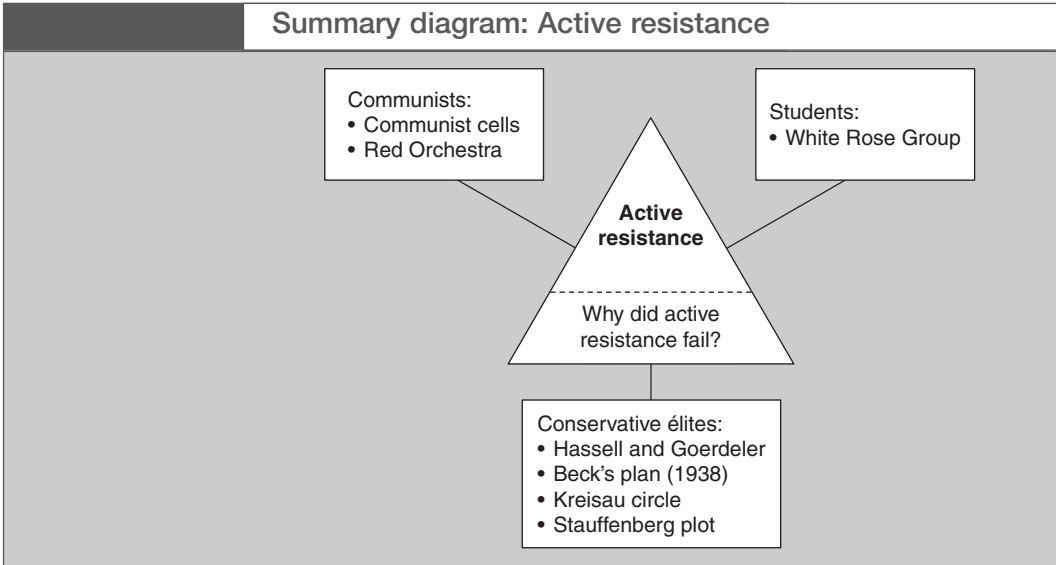 Summary diagram: Active resistance
Communists:
• Communist cells
• Red Orchestra
Students:
• White Rose Group
Active
resistance
Why did active
resistance fail?
Conservative élites:
• Hassell and Goerdeler
• Beck’s plan (1938)
• Kreisau circle
• Stauffenberg plot